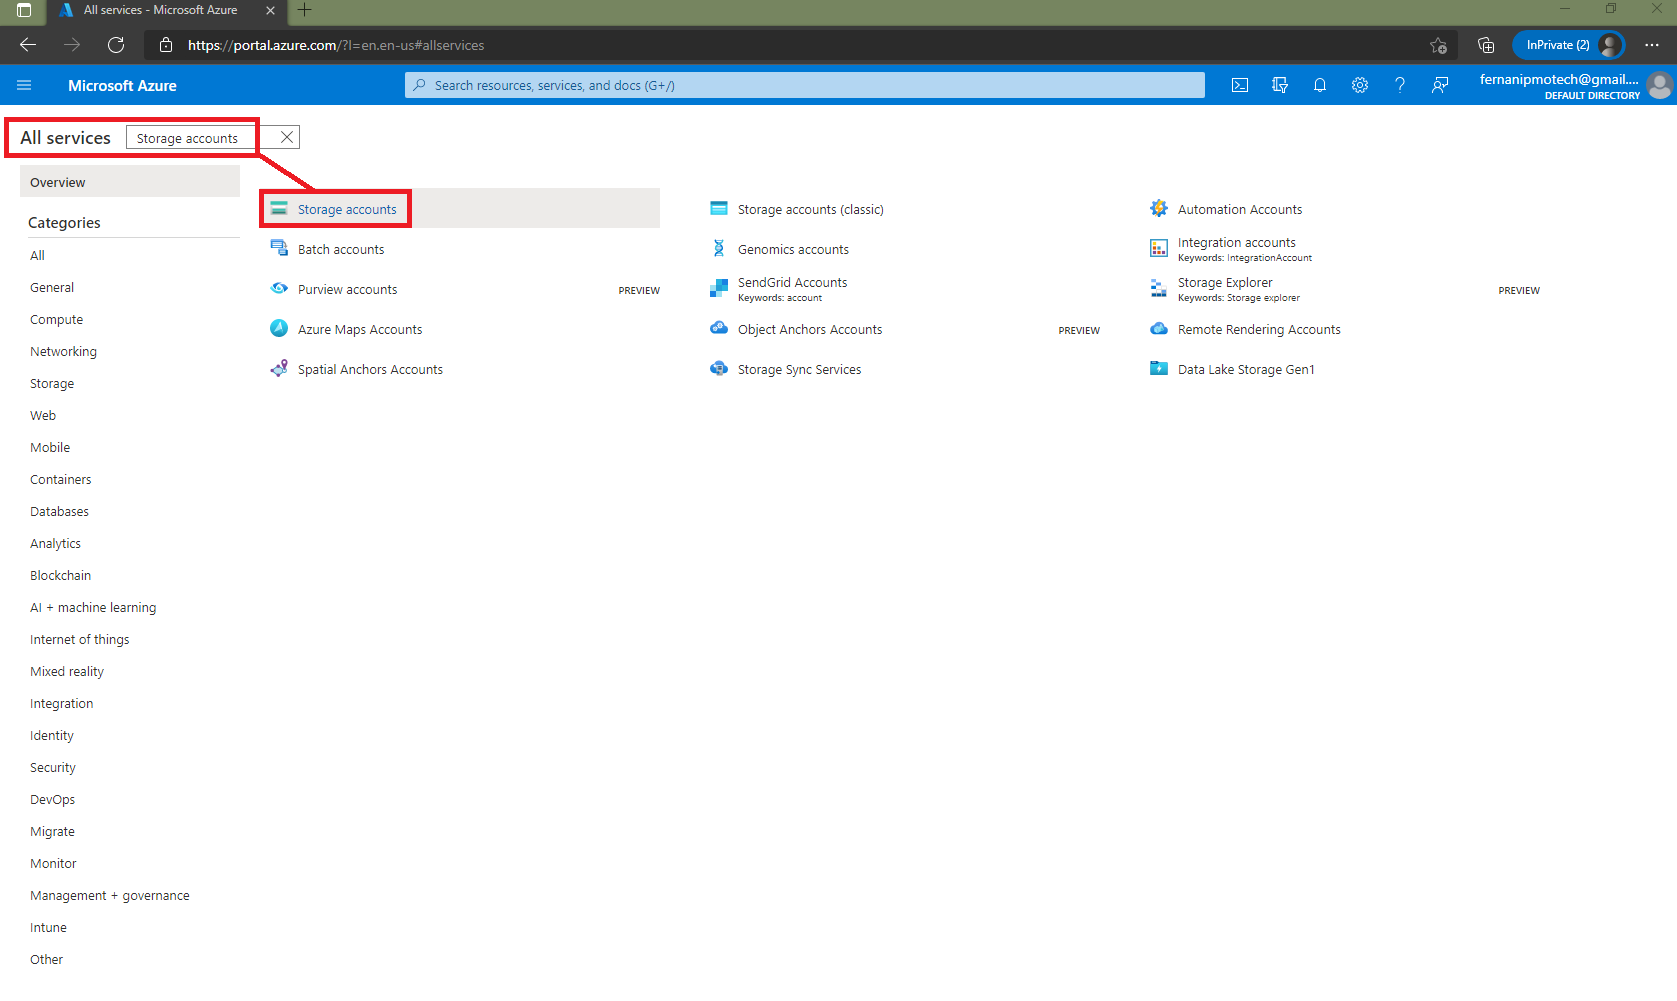 All services - Microsoft Azure
https://portal.azure.com/?l=en.en-us#allservices
InPrivate (2)
Microsoft Azure
Search resources, services, and docs (G+/)
fernanipmotech@gmail....
DEFAULT DIRECTORY
All services
Storage accounts
Overview
Categories
All
General
Compute
Networking
Storage
Web
Mobile
Containers
Databases
Analytics
Blockchain
AI + machine learning
Internet of things
Mixed reality
Integration
Identity
Security
DevOps
Migrate
Monitor
Management + governance
Intune
Other
Storage accounts
Storage accounts (classic)
Automation Accounts
Batch accounts
Genomics accounts
Integration accounts
Keywords: IntegrationAccount
Purview accounts
PREVIEW
SendGrid Accounts
Keywords: account
Storage Explorer
Keywords: Storage explorer
PREVIEW
Azure Maps Accounts
Object Anchors Accounts
PREVIEW
Remote Rendering Accounts
Spatial Anchors Accounts
Storage Sync Services
Data Lake Storage Gen1